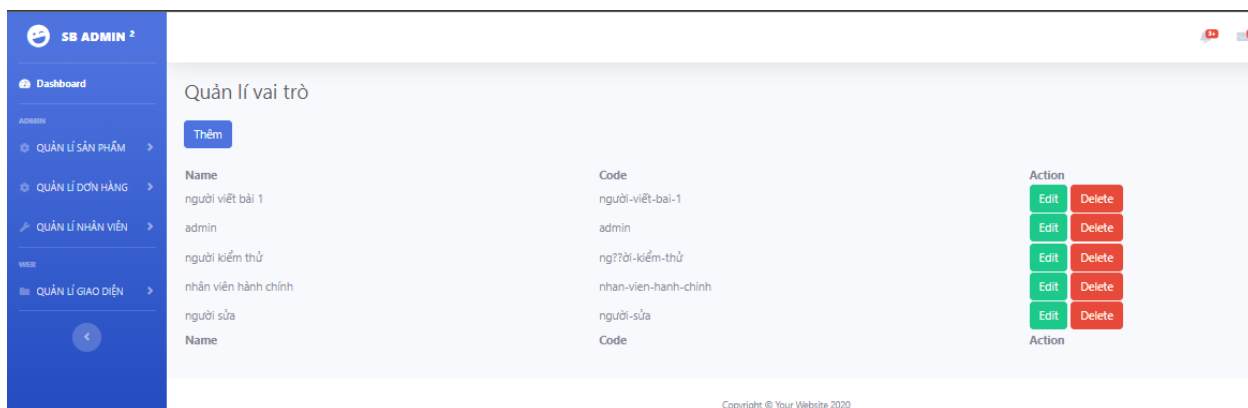 SB ADMIN 2
3+
Dashboard
Quản lí vai trò
ADMIN
Thêm
QUẢN LÍ SẢN PHẨM
Name Code Action
QUẢN LÍ DƠN HÀNG
người viết bài 1 người-viết-bai-1 Edit Delete
QUẢN LÍ NHÂN VIÊN
admin admin Edit Delete
người kiểm thử ng??ời-kiểm-thử Edit Delete
WEB
QUẢN LÍ GIAO DIỆN
nhân viên hành chính nhan-vien-hanh-chinh Edit Delete
người sửa người-sửa Edit Delete
Name Code Action
Copyright © Your Website 2020